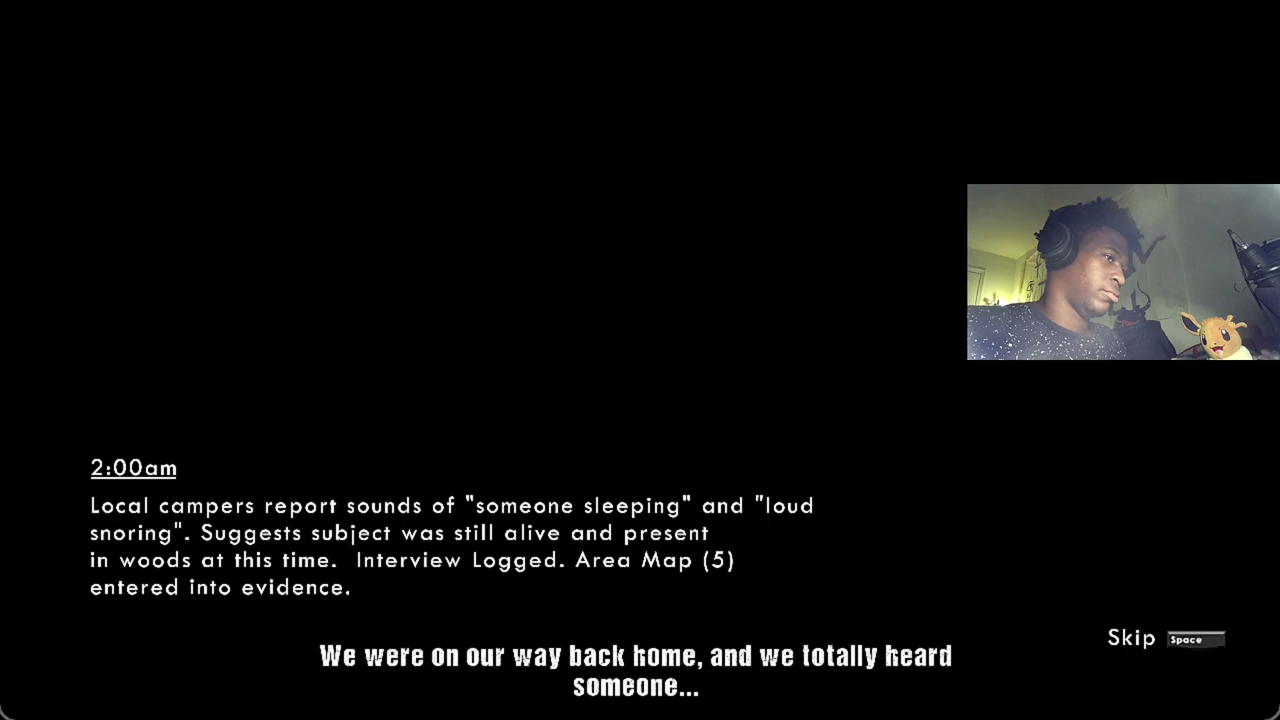 2:00am
Local campers report sounds of "someone sleeping" and "loud
snoring". Suggests subject was still alive and present
in woods at this time.  Interview Logged. Area Map (5)
entered into evidence.
Skip Space
We were on our way back home, and we totally heard
someone...